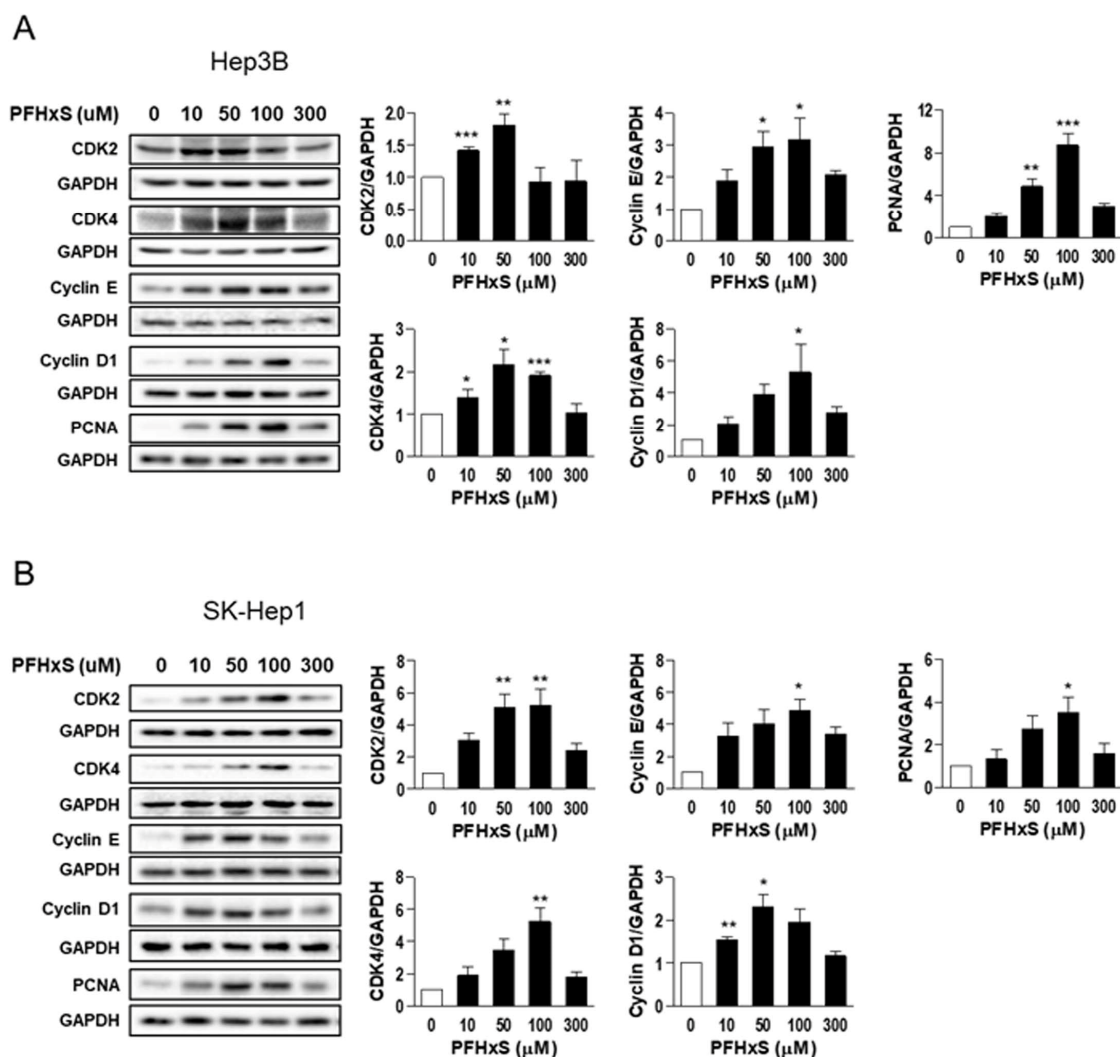 A
Hep3B
PFHxS (uM) 0 10 50 100 300
CDK2
GAPDH
CDK4
GAPDH
Cyclin E
GAPDH
Cyclin D1
GAPDH
PCNA
GAPDH
CDK2/GAPDH
2.0
1.5
1.0
0.5
0.0
***
**
0 10 50 100 300
PFHxS (μM)
Cyclin E/GAPDH
4
3
2
1
0
*
*
0 10 50 100 300
PFHxS (μM)
PCNA/GAPDH
12
8
4
0
**
***
0 10 50 100 300
PFHxS (μM)
CDK4/GAPDH
3
2
1
0
*
*
***
0 10 50 100 300
PFHxS (μM)
Cyclin D1/GAPDH
8
6
4
2
0
*
0 10 50 100 300
PFHxS (μM)
B
SK-Hep1
PFHxS (uM) 0 10 50 100 300
CDK2
GAPDH
CDK4
GAPDH
Cyclin E
GAPDH
Cyclin D1
GAPDH
PCNA
GAPDH
CDK2/GAPDH
8
6
4
2
0
**
**
0 10 50 100 300
PFHxS (μM)
Cyclin E/GAPDH
8
6
4
2
0
*
0 10 50 100 300
PFHxS (μM)
PCNA/GAPDH
6
4
2
0
*
0 10 50 100 300
PFHxS (μM)
CDK4/GAPDH
8
6
4
2
0
**
0 10 50 100 300
PFHxS (μM)
Cyclin D1/GAPDH
3
2
1
0
**
*
0 10 50 100 300
PFHxS (μM)